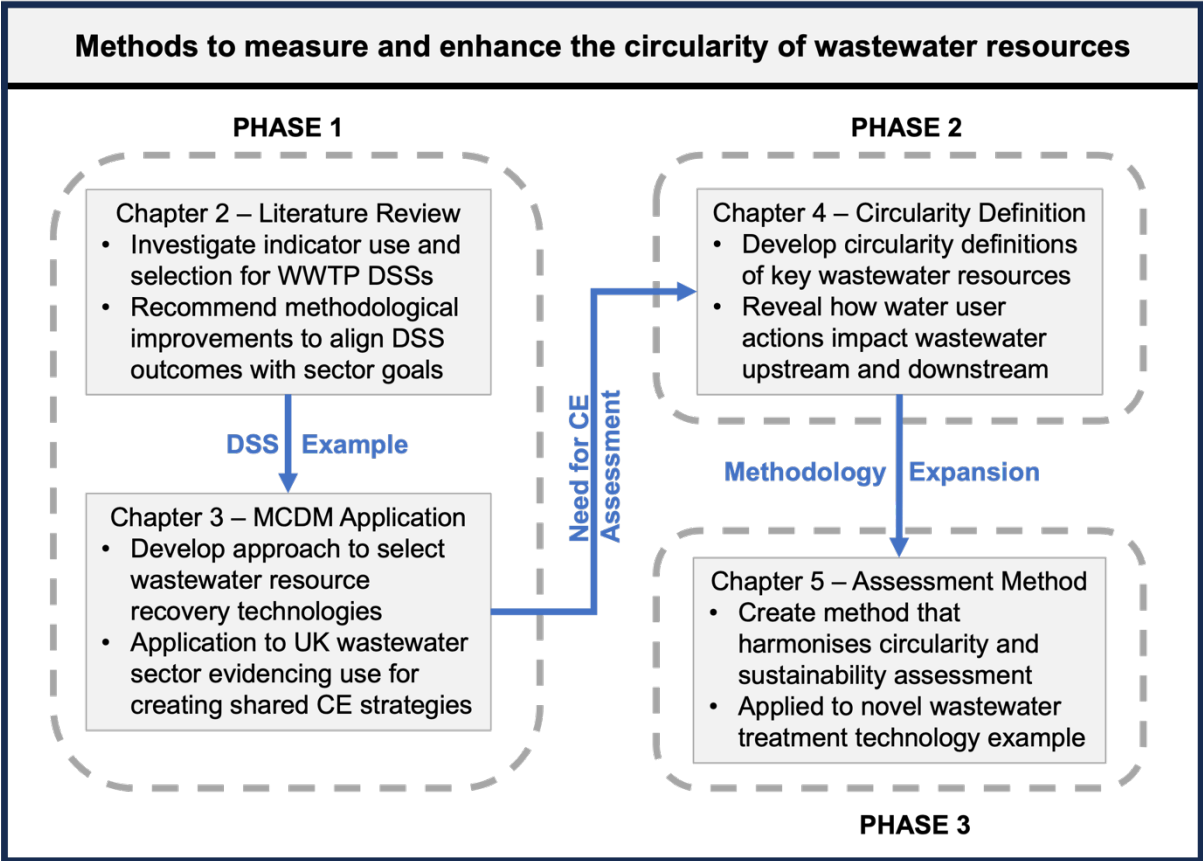 Methods to measure and enhance the circularity of wastewater resources
PHASE 1
Chapter 2 – Literature Review
• Investigate indicator use and
selection for WWTP DSSs
• Recommend methodological
improvements to align DSS
outcomes with sector goals
DSS Example
Chapter 3 – MCDM Application
• Develop approach to select
wastewater resource
recovery technologies
• Application to UK wastewater
sector evidencing use for
creating shared CE strategies
Need for CE
Assessment
PHASE 2
Chapter 4 – Circularity Definition
• Develop circularity definitions
of key wastewater resources
• Reveal how water user
actions impact wastewater
upstream and downstream
Methodology Expansion
Chapter 5 – Assessment Method
• Create method that
harmonises circularity and
sustainability assessment
• Applied to novel wastewater
treatment technology example
PHASE 3